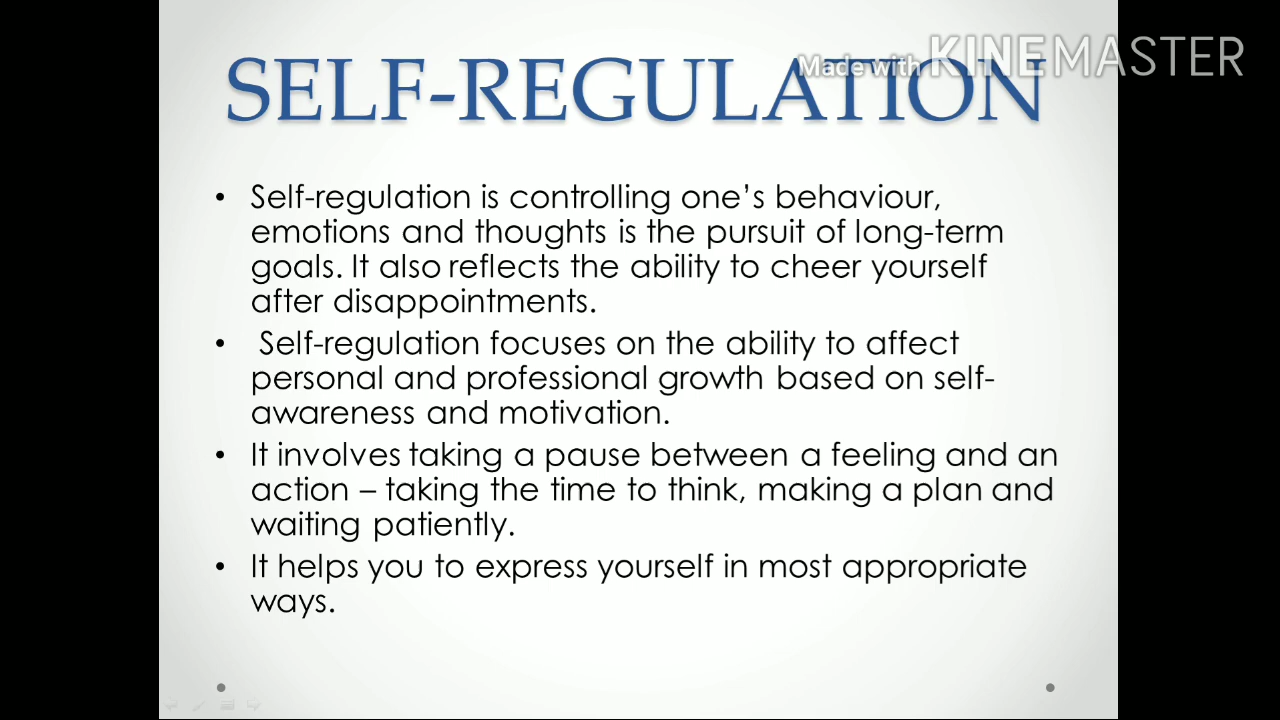 Made with KINEMASTER
SELF-REGULATION
• Self-regulation is controlling one’s behaviour,
emotions and thoughts is the pursuit of long-term
goals. It also reflects the ability to cheer yourself
after disappointments.
• Self-regulation focuses on the ability to affect
personal and professional growth based on self-
awareness and motivation.
• It involves taking a pause between a feeling and an
action – taking the time to think, making a plan and
waiting patiently.
• It helps you to express yourself in most appropriate
ways.